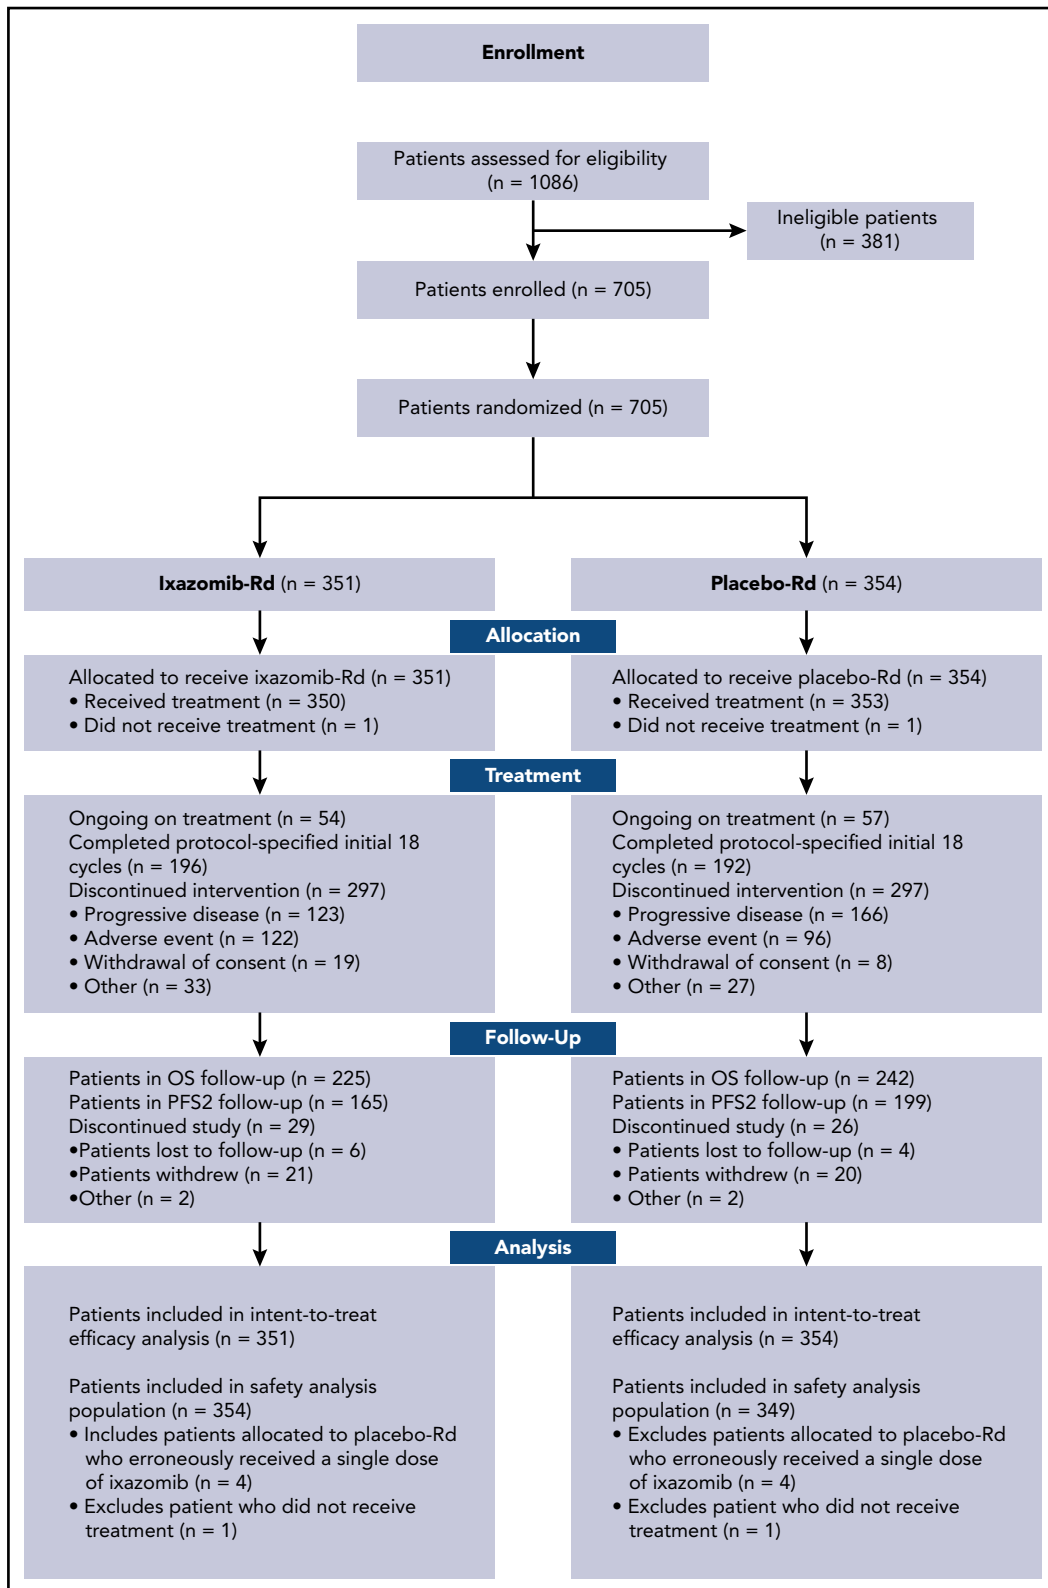 Enrollment
Patients assessed for eligibility
(n = 1086)
Ineligible patients
(n = 381)
Patients enrolled (n = 705)
Patients randomized (n = 705)
Ixazomib-Rd (n = 351)
Placebo-Rd (n = 354)
Allocation
Allocated to receive ixazomib-Rd (n = 351)
• Received treatment (n = 350)
• Did not receive treatment (n = 1)
Allocated to receive placebo-Rd (n = 354)
• Received treatment (n = 353)
• Did not receive treatment (n = 1)
Treatment
Ongoing on treatment (n = 54)
Completed protocol-specified initial 18
cycles (n = 196)
Discontinued intervention (n = 297)
• Progressive disease (n = 123)
• Adverse event (n = 122)
• Withdrawal of consent (n = 19)
• Other (n = 33)
Ongoing on treatment (n = 57)
Completed protocol-specified initial 18
cycles (n = 192)
Discontinued intervention (n = 297)
• Progressive disease (n = 166)
• Adverse event (n = 96)
• Withdrawal of consent (n = 8)
• Other (n = 27)
Follow-Up
Patients in OS follow-up (n = 225)
Patients in PFS2 follow-up (n = 165)
Discontinued study (n = 29)
•Patients lost to follow-up (n = 6)
•Patients withdrew (n = 21)
•Other (n = 2)
Patients in OS follow-up (n = 242)
Patients in PFS2 follow-up (n = 199)
Discontinued study (n = 26)
• Patients lost to follow-up (n = 4)
• Patients withdrew (n = 20)
• Other (n = 2)
Analysis
Patients included in intent-to-treat
efficacy analysis (n = 351)
Patients included in safety analysis
population (n = 354)
• Includes patients allocated to placebo-Rd
who erroneously received a single dose
of ixazomib (n = 4)
• Excludes patient who did not receive
treatment (n = 1)
Patients included in intent-to-treat
efficacy analysis (n = 354)
Patients included in safety analysis
population (n = 349)
• Excludes patients allocated to placebo-Rd
who erroneously received a single dose
of ixazomib (n = 4)
• Excludes patient who did not receive
treatment (n = 1)